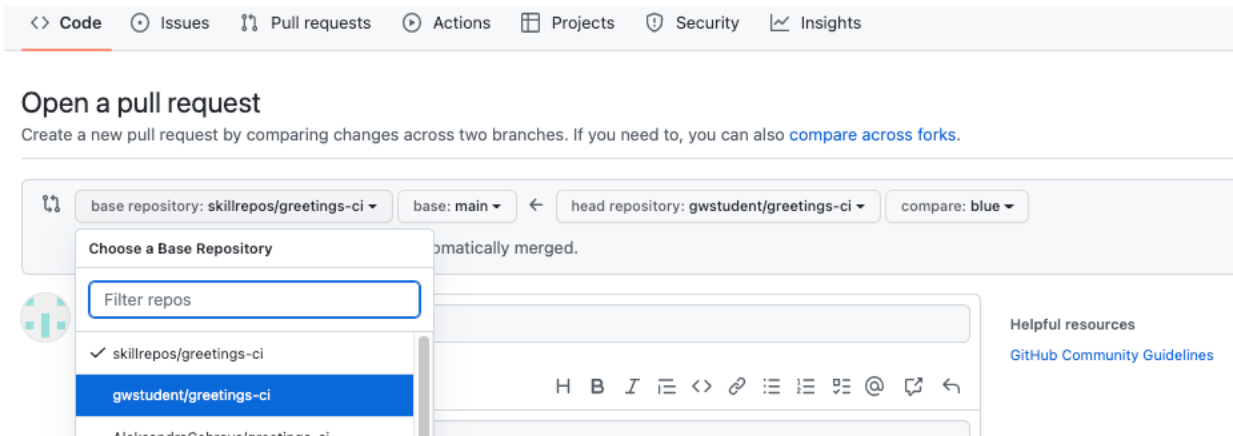 <> Code Issues Pull requests Actions Projects Security Insights
Open a pull request
Create a new pull request by comparing changes across two branches. If you need to, you can also compare across forks.
base repository: skillrepos/greetings-ci base: main ← head repository: gwstudent/greetings-ci compare: blue
Choose a Base Repository
omatically merged.
Filter repos
Helpful resources
skillrepos/greetings-ci
GitHub Community Guidelines
gwstudent/greetings-ci
H B I <> @